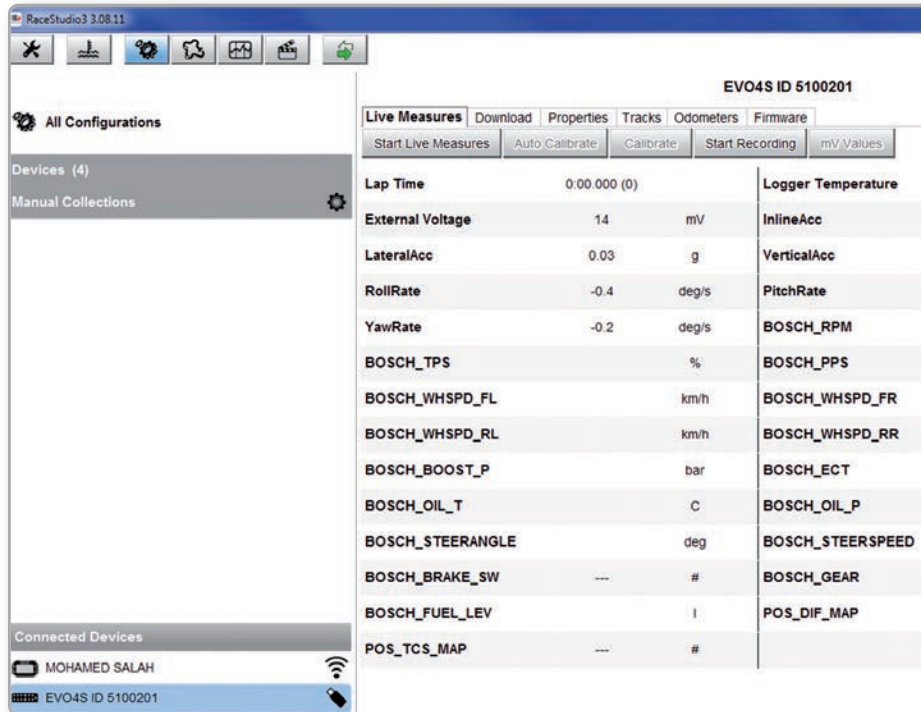 RaceStudio3 3.08.11
EVO4S ID 5100201
All Configurations
Live Measures Download Properties Tracks Odometers Firmware
Start Live Measures Auto Calibrate Calibrate Start Recording mV Values
Devices (4)
Manual Collections
Lap Time 0:00.000 (0) Logger Temperature
External Voltage 14 mV InlineAcc
LateralAcc 0.03 g VerticalAcc
RollRate -0.4 deg/s PitchRate
YawRate -0.2 deg/s BOSCH_RPM
BOSCH_TPS % BOSCH_PPS
BOSCH_WHSPD_FL km/h BOSCH_WHSPD_FR
BOSCH_WHSPD_RL km/h BOSCH_WHSPD_RR
BOSCH_BOOST_P bar BOSCH_ECT
BOSCH_OIL_T C BOSCH_OIL_P
BOSCH_STEERANGLE deg BOSCH_STEERSPEED
BOSCH_BRAKE_SW --- # BOSCH_GEAR
BOSCH_FUEL_LEV l POS_DIF_MAP
POS_TCS_MAP --- #
Connected Devices
MOHAMED SALAH
EVO4S ID 5100201